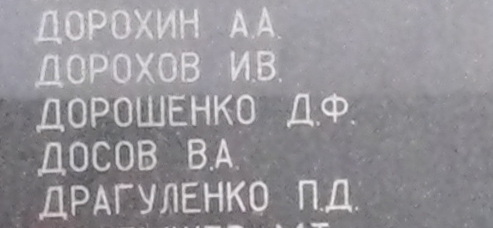 ДОРОХИН А.А.
ДОРОХОВ И.В.
ДОРОШЕНКО Д.Ф.
ДОСОВ В.А.
ДРАГУЛЕНКО П.Д.